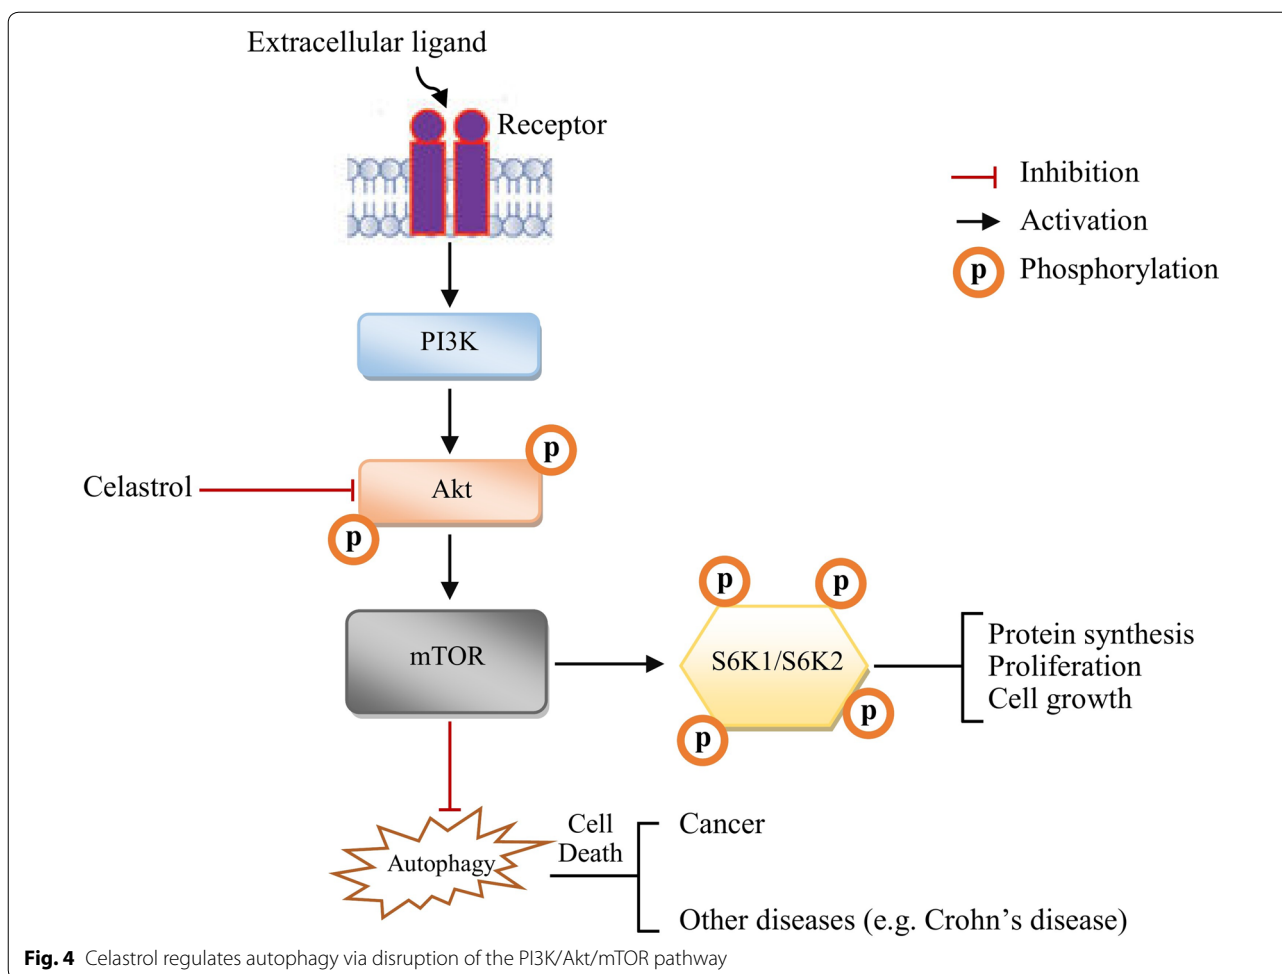 Extracellular ligand
Receptor
Inhibition
Activation
p
Phosphorylation
PI3K
p
Celastrol
Akt
p
p
p
mTOR
S6K1/S6K2
Protein synthesis
Proliferation
Cell growth
p
p
Cell
Death
Cancer
Autophagy
Other diseases (e.g. Crohn’s disease)
Fig. 4 Celastrol regulates autophagy via disruption of the PI3K/Akt/mTOR pathway